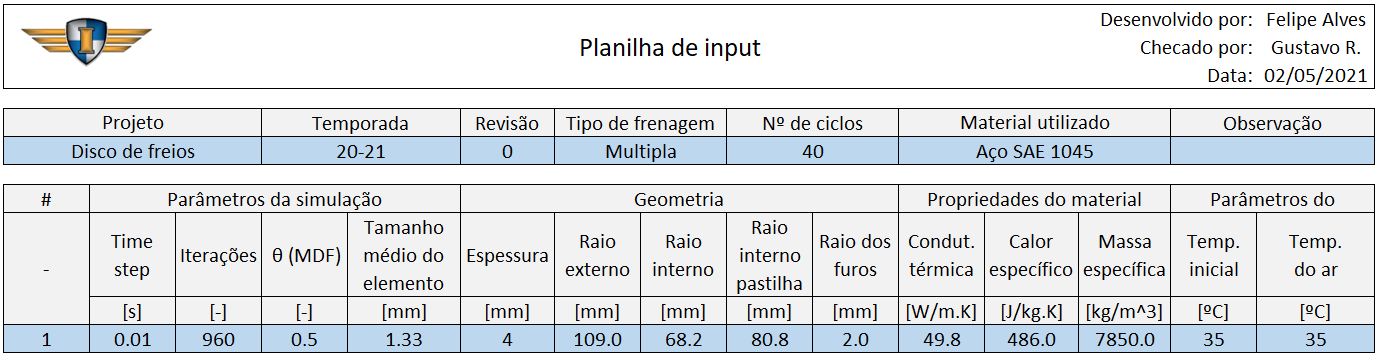 Desenvolvido por: Felipe Alves
Planilha de input
Checado por: Gustavo R.
Data: 02/05/2021
Projeto Temporada Revisão Tipo de frenagem Nº de ciclos Material utilizado Observação
Disco de freios 20-21 0 Multipla 40 Aço SAE 1045
# Parâmetros da simulação Geometria Propriedades do material Parâmetros do
- Time step Iterações θ (MDF) Tamanho médio do elemento Espessura Raio externo Raio interno Raio interno pastilha Raio dos furos Condut. térmica Calor específico Massa específica Temp. inicial Temp. do ar
[s] [-] [-] [mm] [mm] [mm] [mm] [mm] [mm] [W/m.K] [J/kg.K] [kg/m^3] [ºC] [ºC]
1 0.01 960 0.5 1.33 4 109.0 68.2 80.8 2.0 49.8 486.0 7850.0 35 35